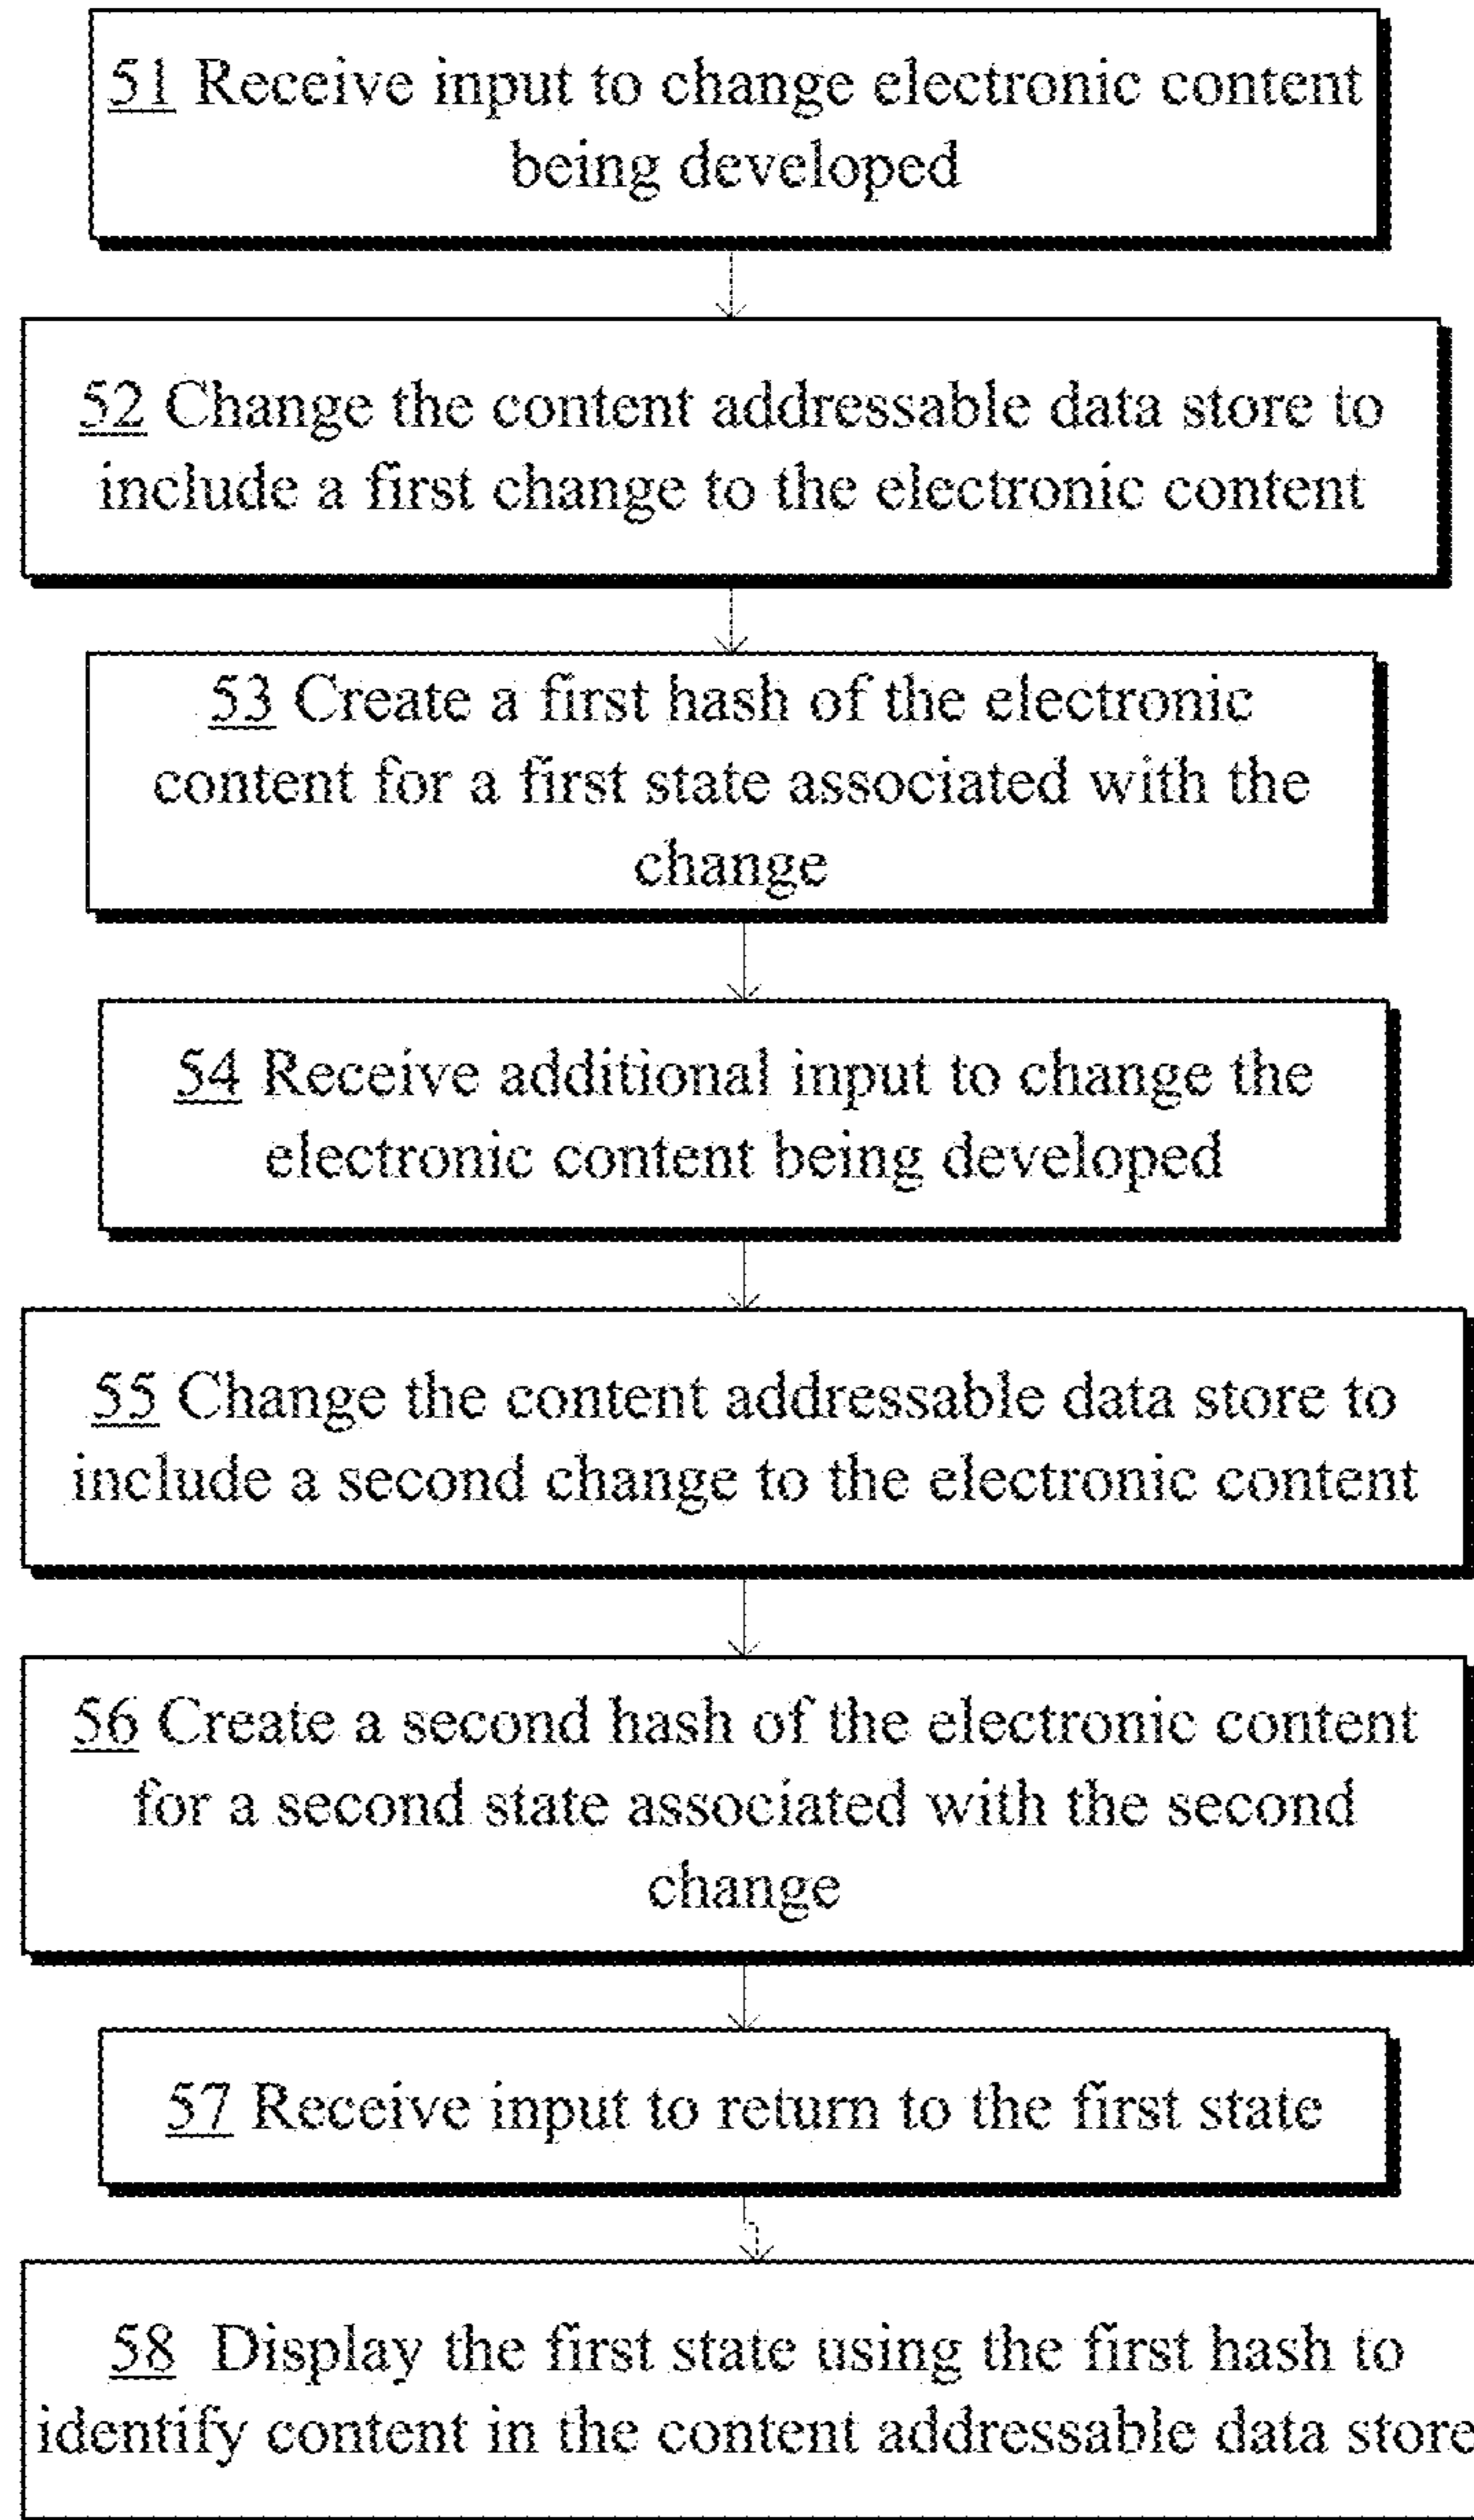 51 Receive input to change electronic content
being developed
52 Change the content addressable data store to
include a first change to the electronic content
53 Create a first hash of the electronic
content for a first state associated with the
change
54 Receive additional input to change the
electronic content being developed
55 Change the content addressable data store to
include a second change to the electronic content
56 Create a second hash of the electronic content
for a second state associated with the second
change
57 Receive input to return to the first state
58 Display the first state using the first hash to
identify content in the content addressable data store